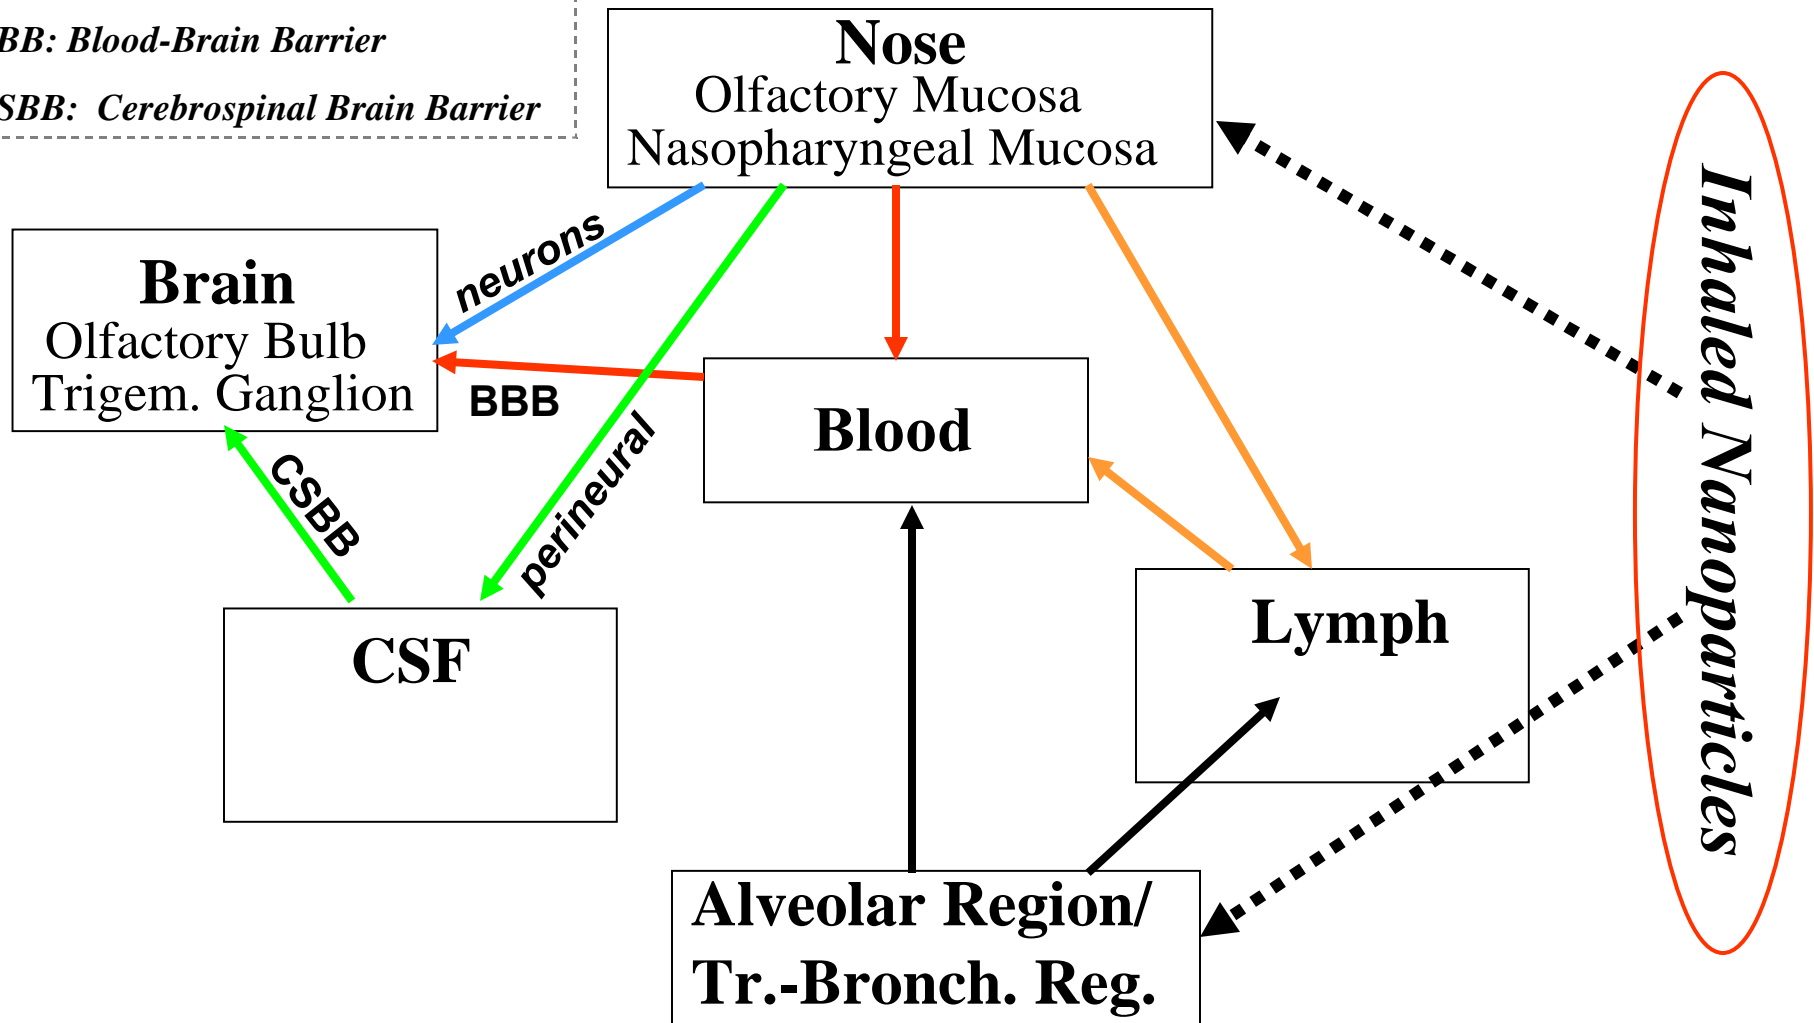 BB: Blood-Brain Barrier
SBB: Cerebrospinal Brain Barrier
Nose
Olfactory Mucosa
Nasopharyngeal Mucosa
Brain
Olfactory Bulb
Trigem. Ganglion
neurons
BBB
perineural
CSBB
Blood
CSF
Lymph
Alveolar Region/
Tr.-Bronch. Reg.
Inhaled Nanoparticles